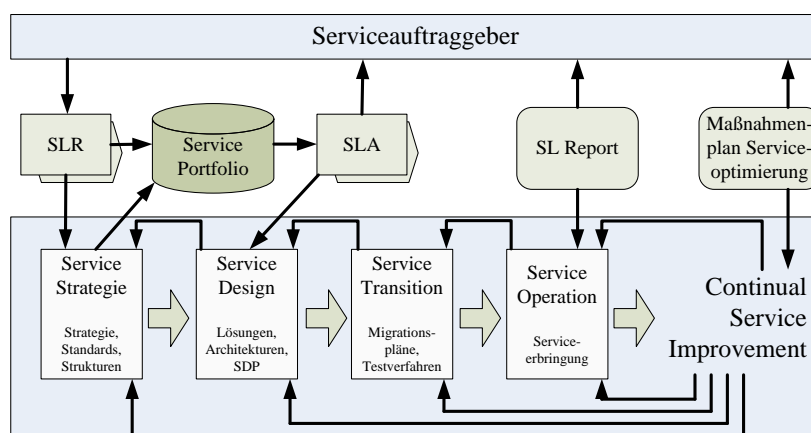 Serviceauftraggeber
SLR
Service
Portfolio
SLA
SL Report
Maßnahmen-
plan Service-
optimierung
Service
Strategie
Strategie,
Standards,
Strukturen
Service
Design
Lösungen,
Architekturen,
SDP
Service
Transition
Migrations-
pläne,
Testverfahren
Service
Operation
Service-
erbringung
Continual
Service
Improvement